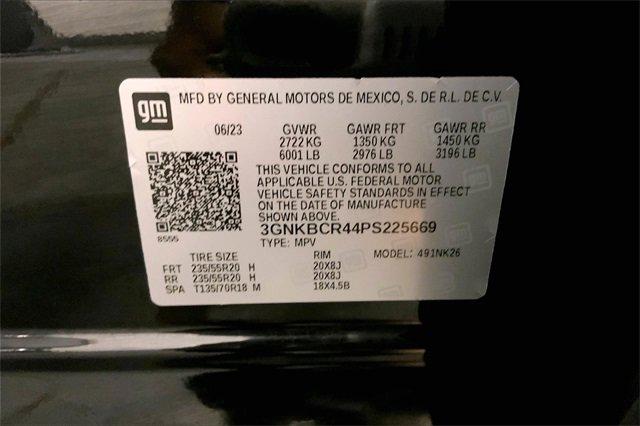 gm MFD BY GENERAL MOTORS DE MEXICO, S. DE R.L. DE C.V.
06/23 GVWR GAWR FRT GAWR RR
2722 KG 1350 KG 1450 KG
6001 LB 2976 LB 3196 LB
THIS VEHICLE CONFORMS TO ALL
APPLICABLE U.S. FEDERAL MOTOR
VEHICLE SAFETY STANDARDS IN EFFECT
ON THE DATE OF MANUFACTURE
SHOWN ABOVE.
3GNKBCR44PS225669
8555 TYPE: MPV MODEL: 491NK26
TIRE SIZE RIM
FRT 235/55R20 H 20X8J
RR 235/55R20 H 20X8J
SPA T135/70R18 M 18X4.5B